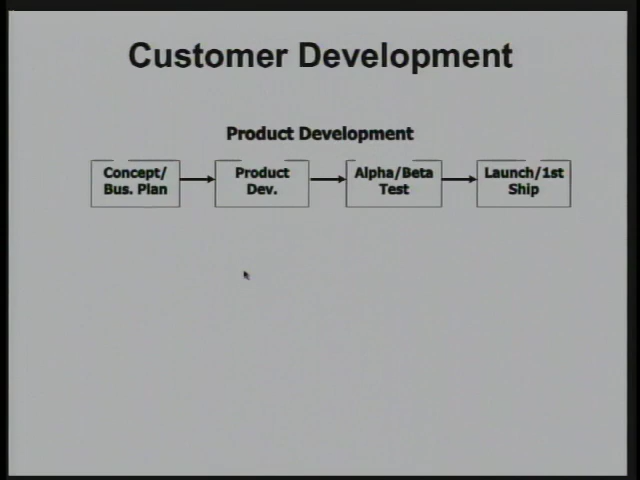 Customer Development
Product Development
Concept/
Bus. Plan
Product
Dev.
Alpha/Beta
Test
Launch/1st
Ship